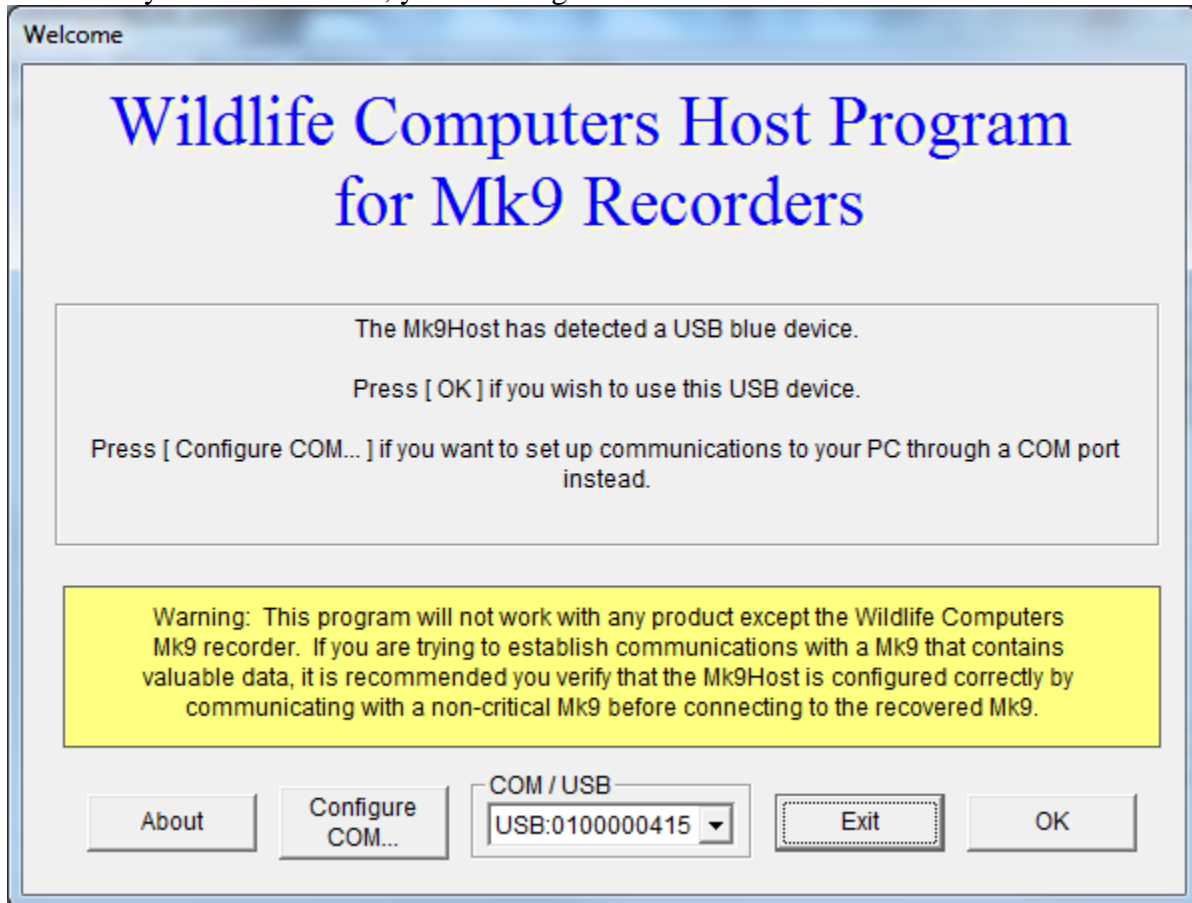 Welcome
Wildlife Computers Host Program
for Mk9 Recorders
The Mk9Host has detected a USB blue device.
Press [ OK ] if you wish to use this USB device.
Press [ Configure COM... ] if you want to set up communications to your PC through a COM port
instead.
Warning:  This program will not work with any product except the Wildlife Computers
Mk9 recorder.  If you are trying to establish communications with a Mk9 that contains
valuable data, it is recommended you verify that the Mk9Host is configured correctly by
communicating with a non-critical Mk9 before connecting to the recovered Mk9.
About
Configure
COM...
COM / USB
USB:0100000415
Exit
OK